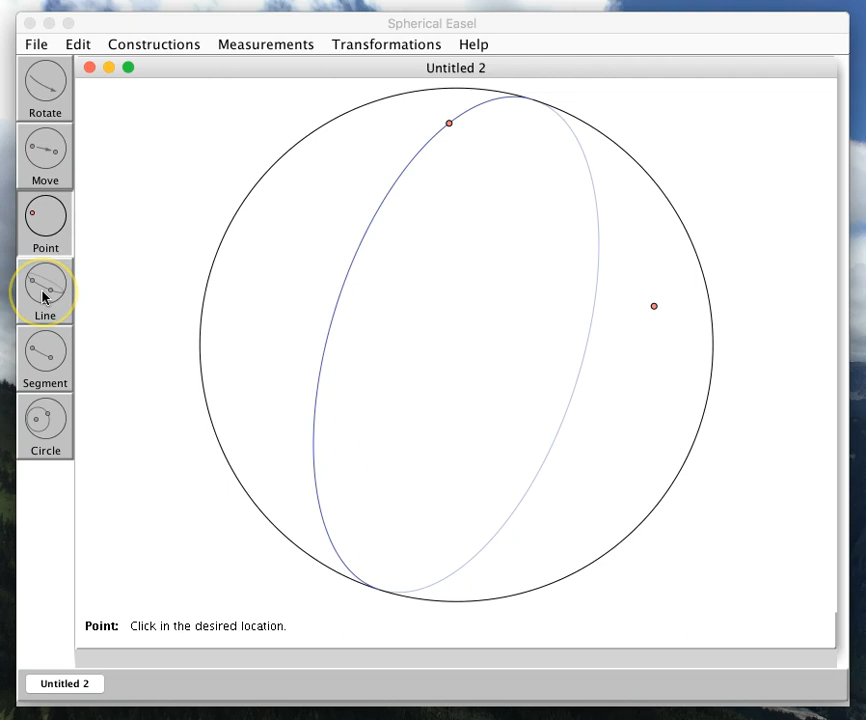 Spherical Easel
File Edit Constructions Measurements Transformations Help
Untitled 2
Rotate
Move
Point
Line
Segment
Circle
Point: Click in the desired location.
Untitled 2